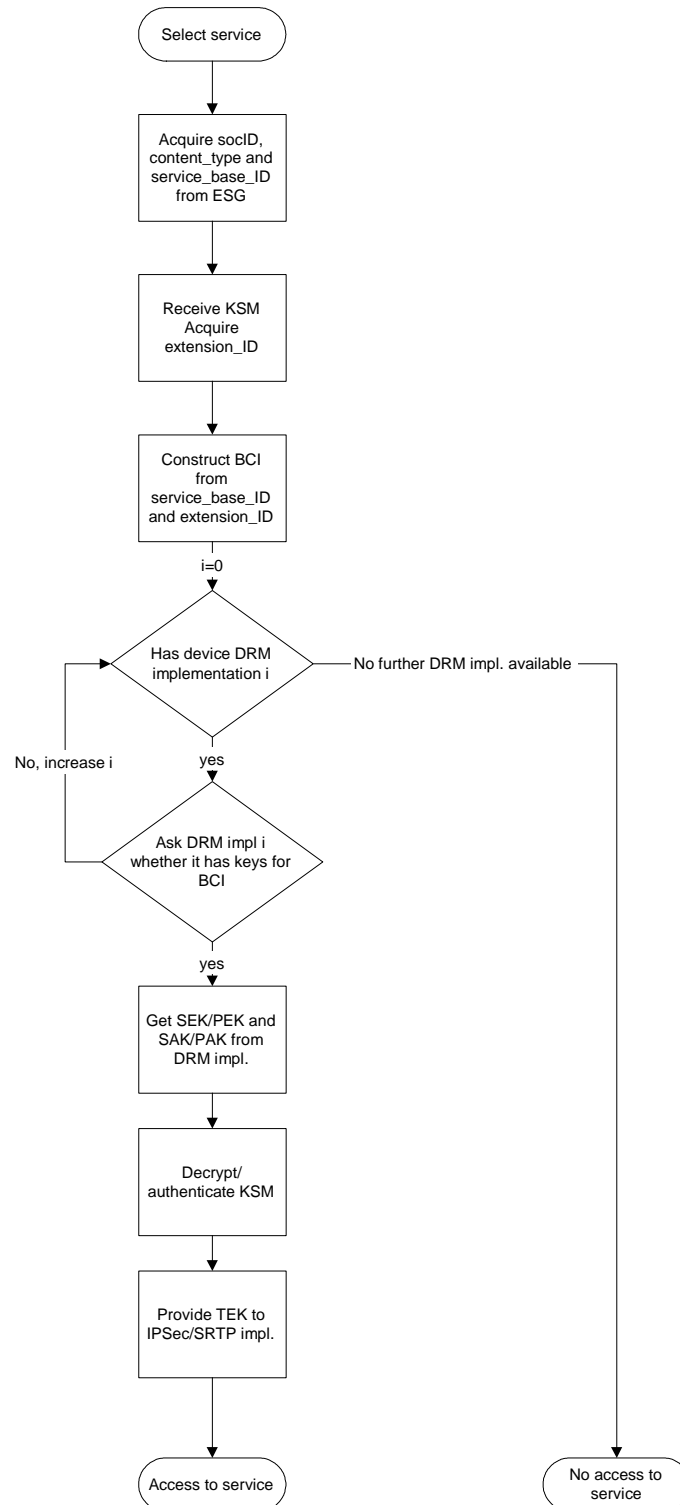 Select service
Acquire socID,
content_type and
service_base_ID
from ESG
Receive KSM
Acquire
extension_ID
Construct BCI
from
service_base_ID
and extension_ID
i=0
Has device DRM
implementation i
No further DRM impl. available
yes
No, increase i
Ask DRM impl i
whether it has keys for
BCI
yes
Get SEK/PEK and
SAK/PAK from
DRM impl.
Decrypt/
authenticate KSM
Provide TEK to
IPSec/SRTP impl.
Access to service
No access to
service